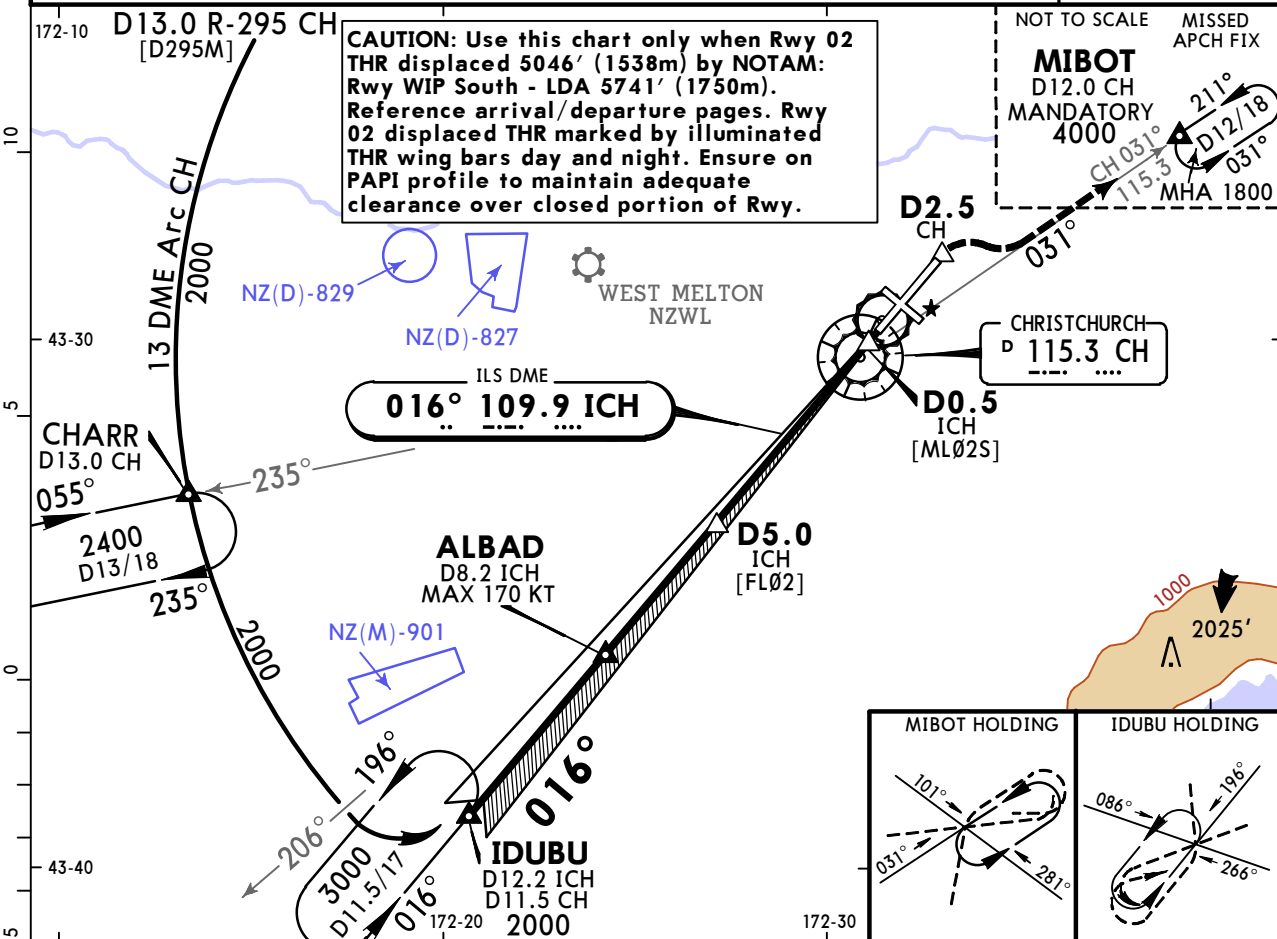 172-10
D13.0 R-295 CH
[D295M]
CAUTION: Use this chart only when Rwy 02
THR displaced 5046' (1538m) by NOTAM:
Rwy WIP South - LDA 5741' (1750m).
Reference arrival/departure pages. Rwy
02 displaced THR marked by illuminated
THR wing bars day and night. Ensure on
PAPI profile to maintain adequate
clearance over closed portion of Rwy.
NOT TO SCALE
MISSED
APCH FIX
MIBOT
D12.0 CH
MANDATORY
4000
211°
D12/18
031°
CH 031°
115.3
MHA 1800
10
13 DME Arc CH
2000
NZ(D)-829
NZ(D)-827
WEST MELTON
NZWL
D2.5
CH
031°
43-30
CHRISTCHURCH
D 115.3 CH
ILS DME
016° 109.9 ICH
D0.5
ICH
[MLØ2S]
5
CHARR
D13.0 CH
055°
235°
2400
D13/18
235°
2000
ALBAD
D8.2 ICH
MAX 170 KT
D5.0
ICH
[FLØ2]
NZ(M)-901
1000
2025'
0
196°
206°
3000
D11.5/17
016°
016°
IDUBU
D12.2 ICH
D11.5 CH
2000
43-40
172-20
172-30
5
MIBOT HOLDING
101°
031°
281°
IDUBU HOLDING
086°
196°
266°